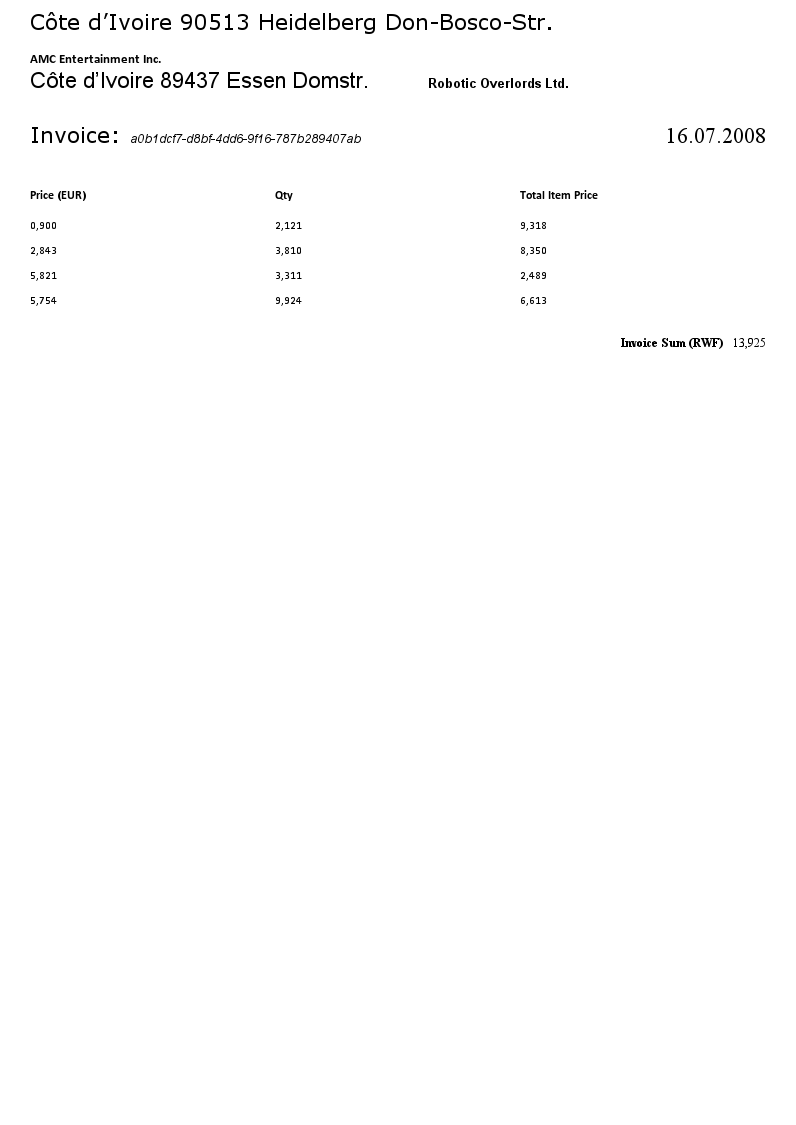 Côte d’Ivoire 90513 Heidelberg Don-Bosco-Str.
AMC Entertainment Inc.
Côte d’Ivoire 89437 Essen Domstr. Robotic Overlords Ltd.
Invoice: a0b1dcf7-d8bf-4dd6-9f16-787b289407ab 16.07.2008
Price (EUR) Qty Total Item Price
0,900 2,121 9,318
2,843 3,810 8,350
5,821 3,311 2,489
5,754 9,924 6,613
Invoice Sum (RWF) 13,925